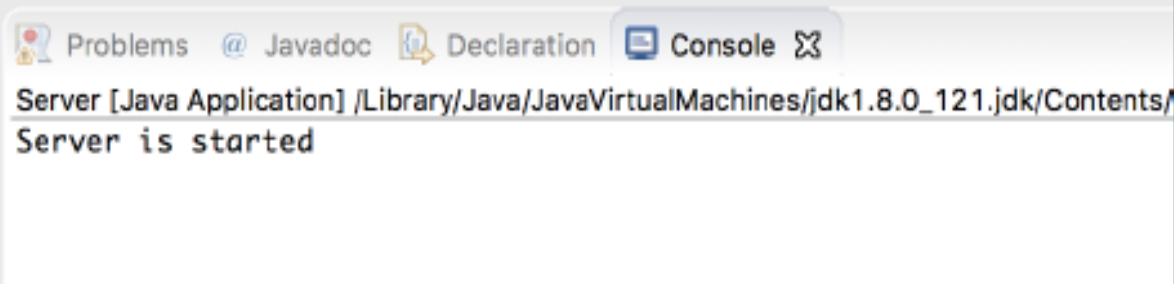 Problems @ Javadoc Declaration Console
Server [Java Application] /Library/Java/JavaVirtualMachines/jdk1.8.0_121.jdk/Contents/
Server is started